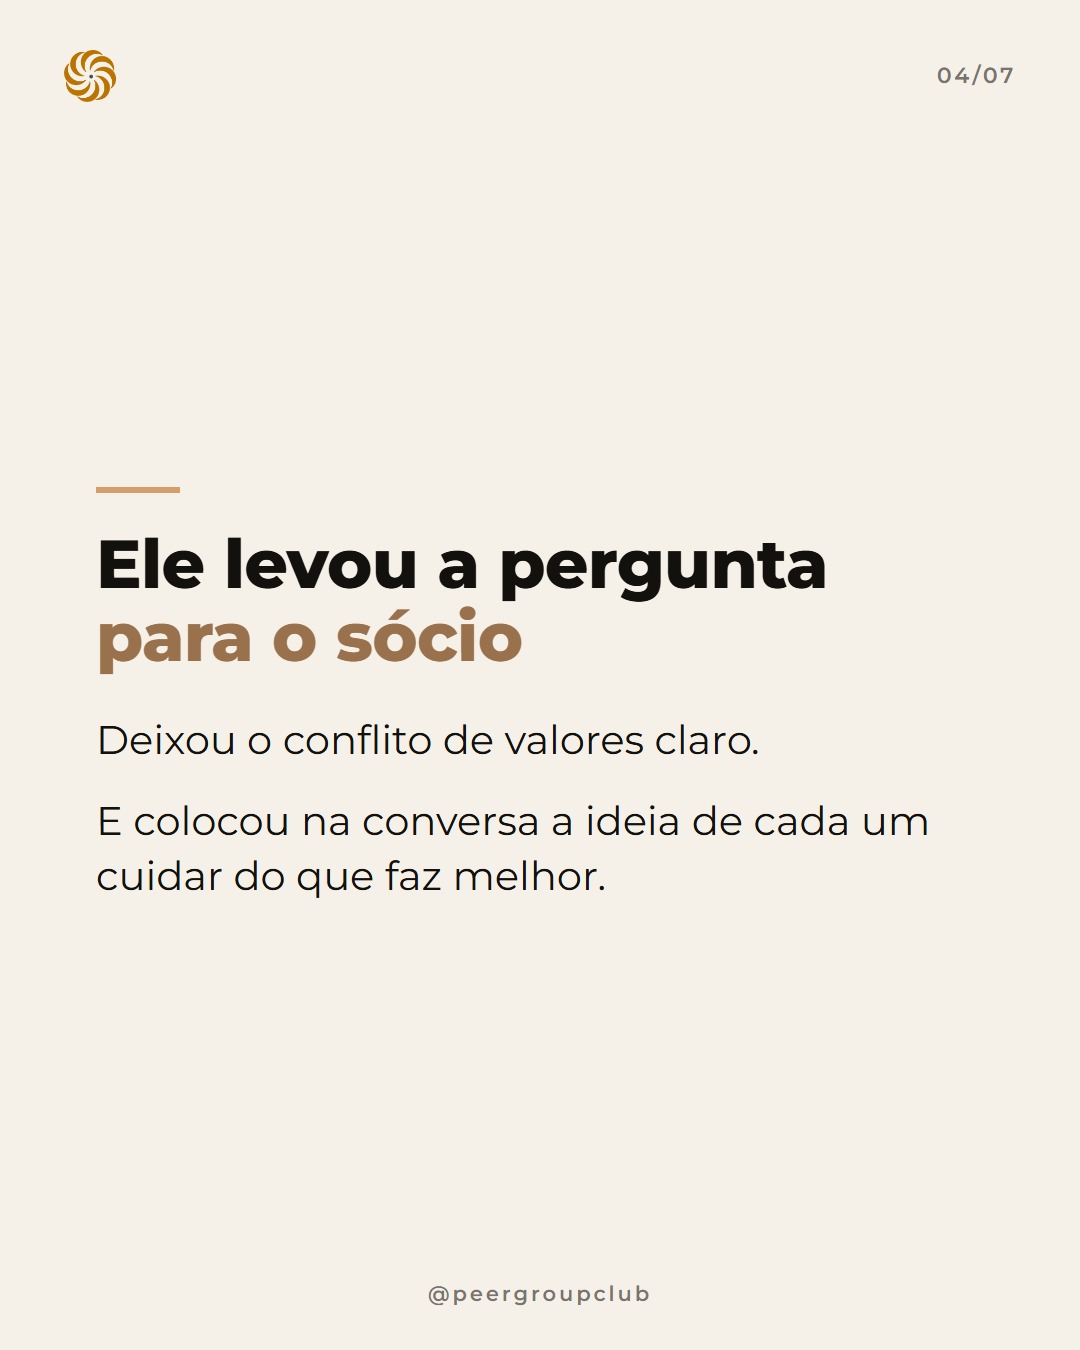 04/07
Ele levou a pergunta
para o sócio
Deixou o conflito de valores claro.
E colocou na conversa a ideia de cada um
cuidar do que faz melhor.
@peergroupclub